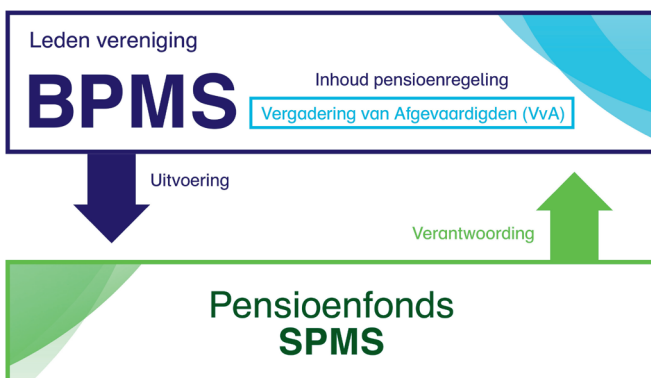 Leden vereniging
BPMS
Inhoud pensioenregeling
Vergadering van Afgevaardigden (VvA)
Uitvoering
Verantwoording
Pensioenfonds
SPMS